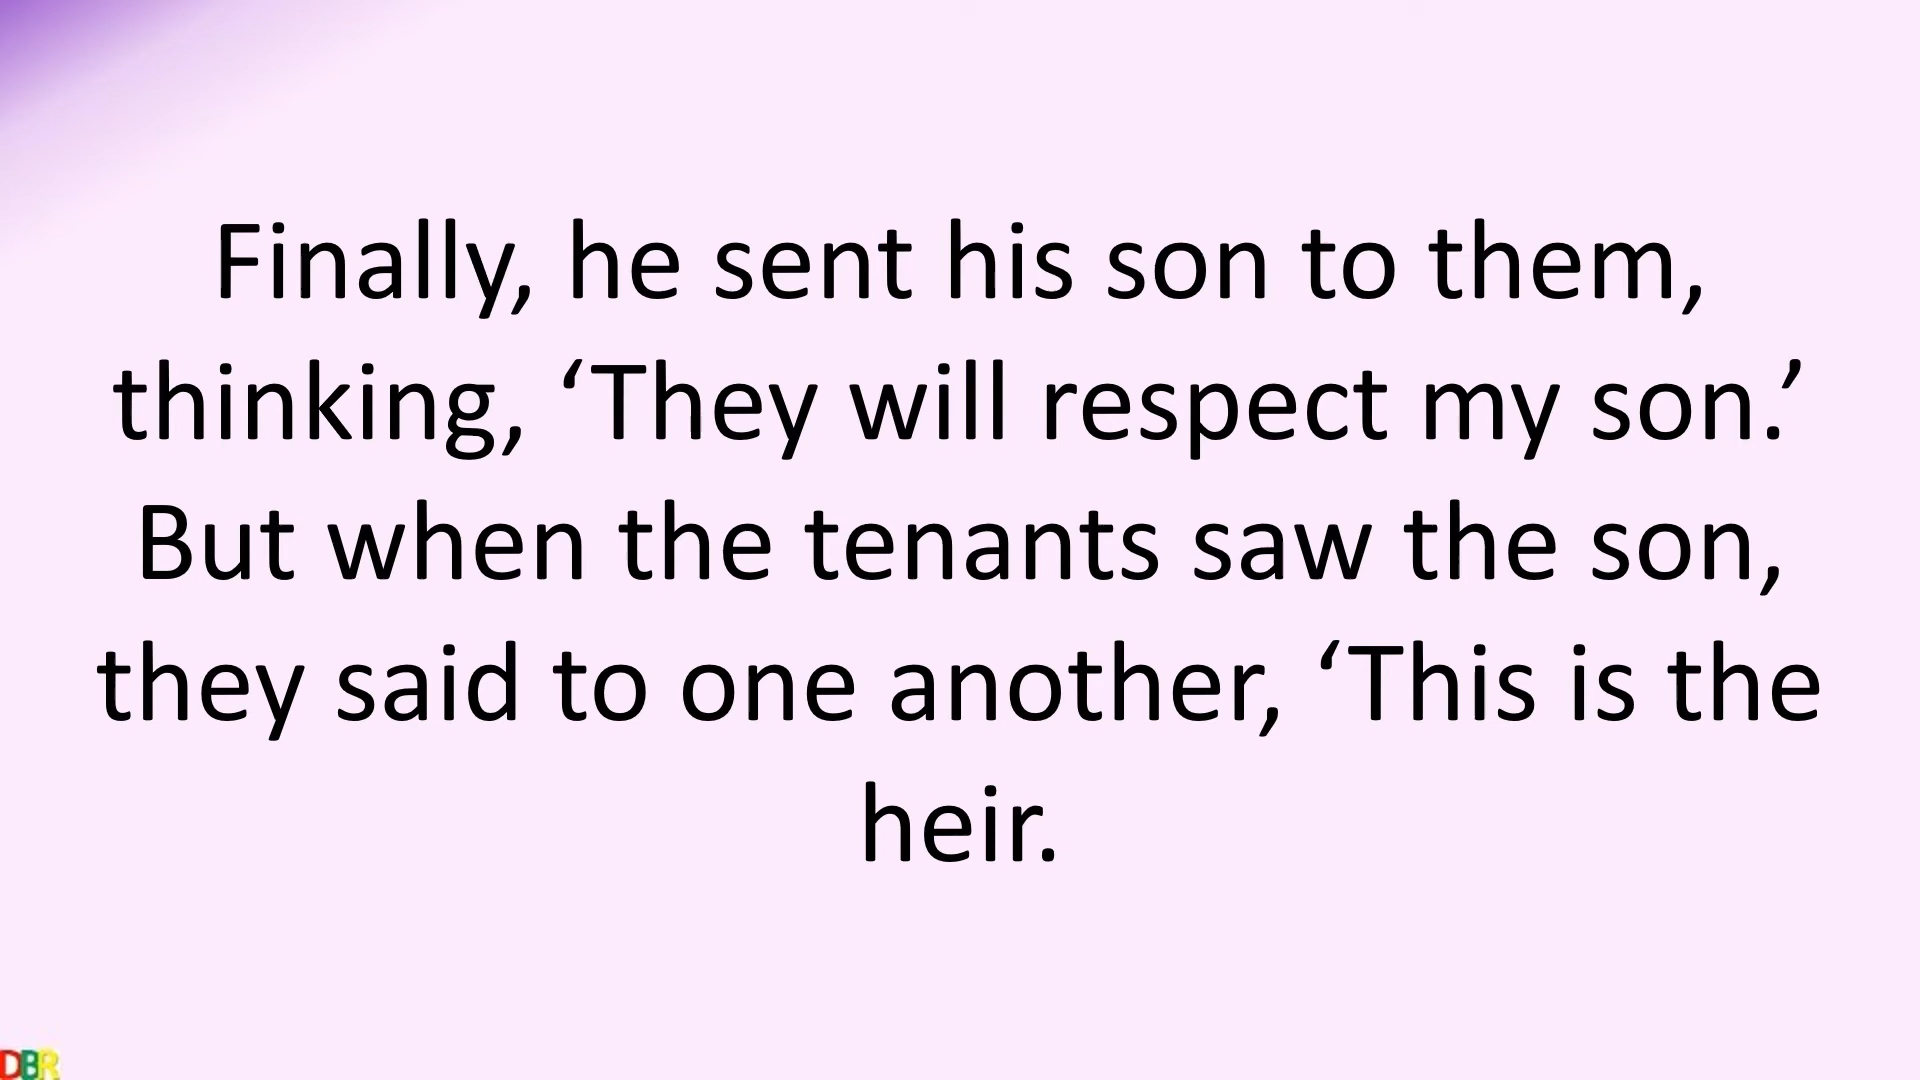 Finally, he sent his son to them,
thinking, ‘They will respect my son.’
But when the tenants saw the son,
they said to one another, ‘This is the
heir.
DBR